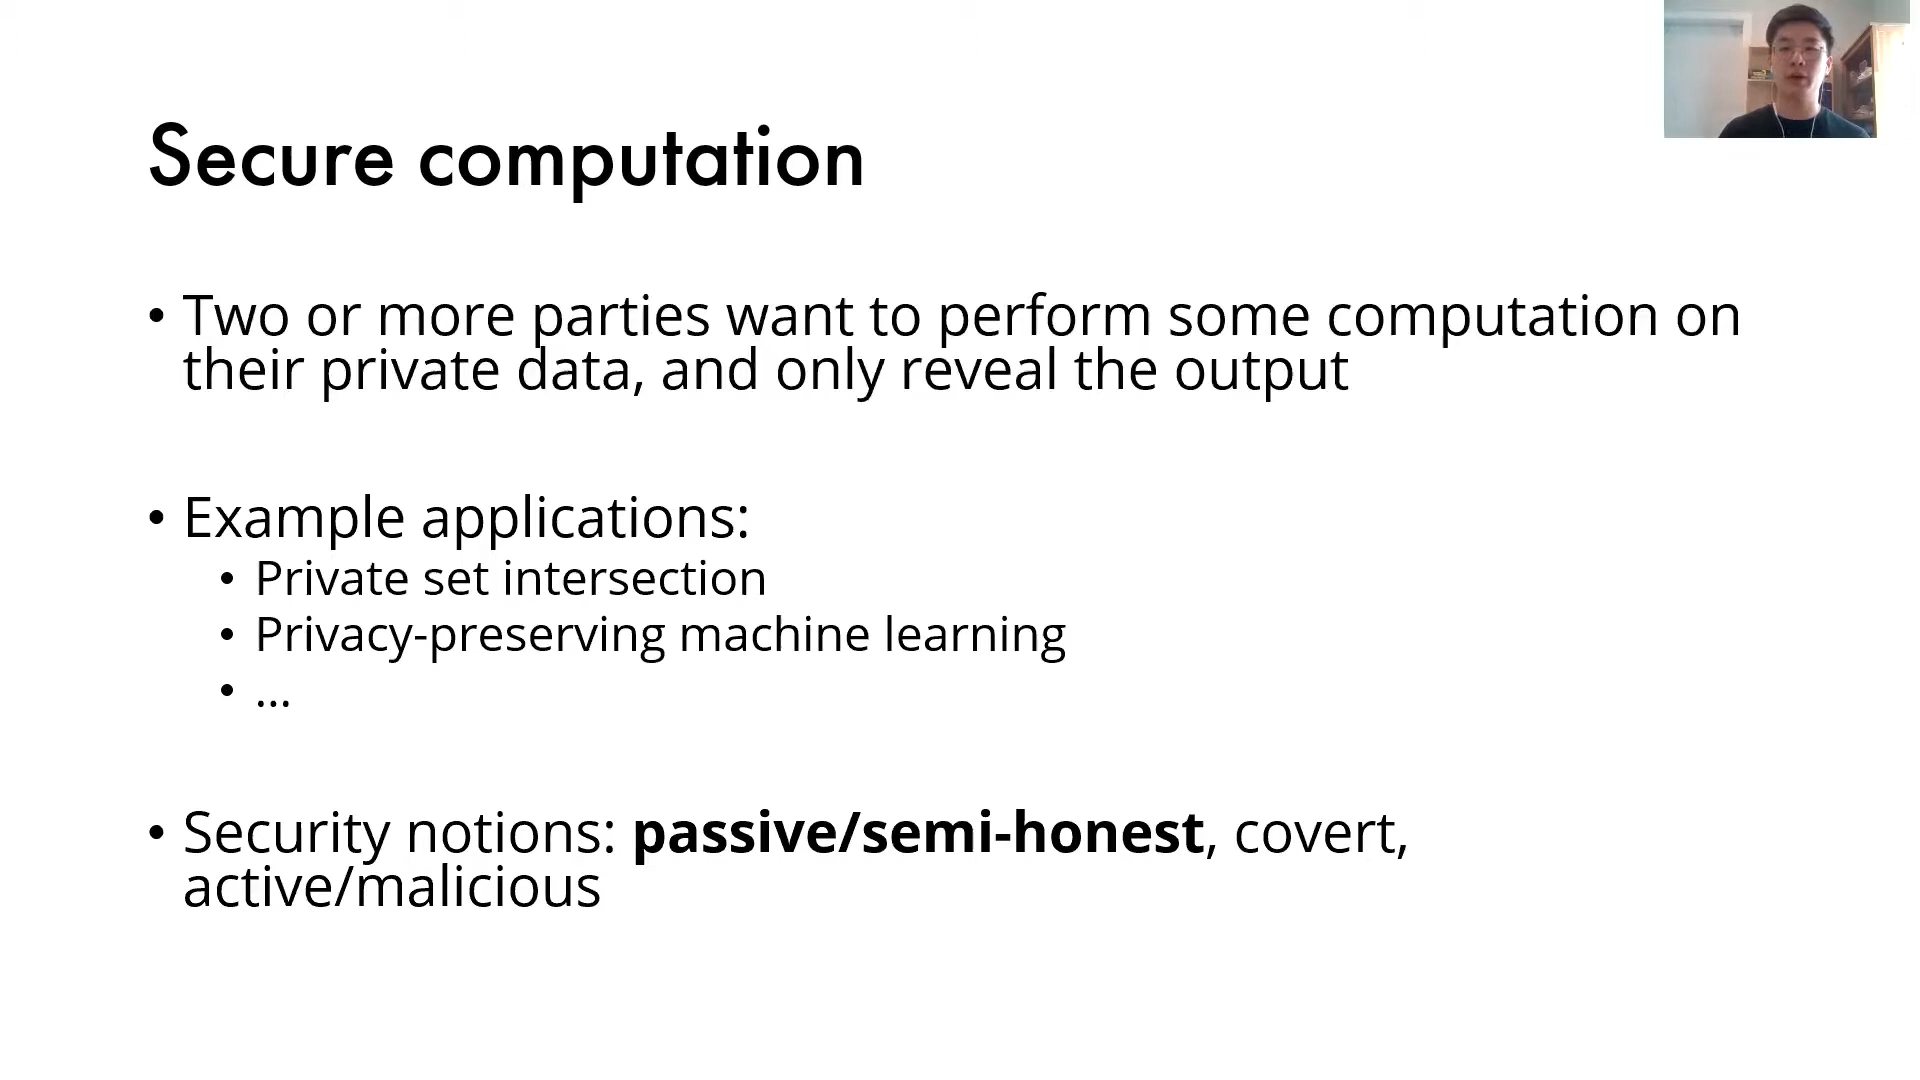 Secure computation
• Two or more parties want to perform some computation on
their private data, and only reveal the output
• Example applications:
• Private set intersection
• Privacy-preserving machine learning
• ...
• Security notions: passive/semi-honest, covert,
active/malicious